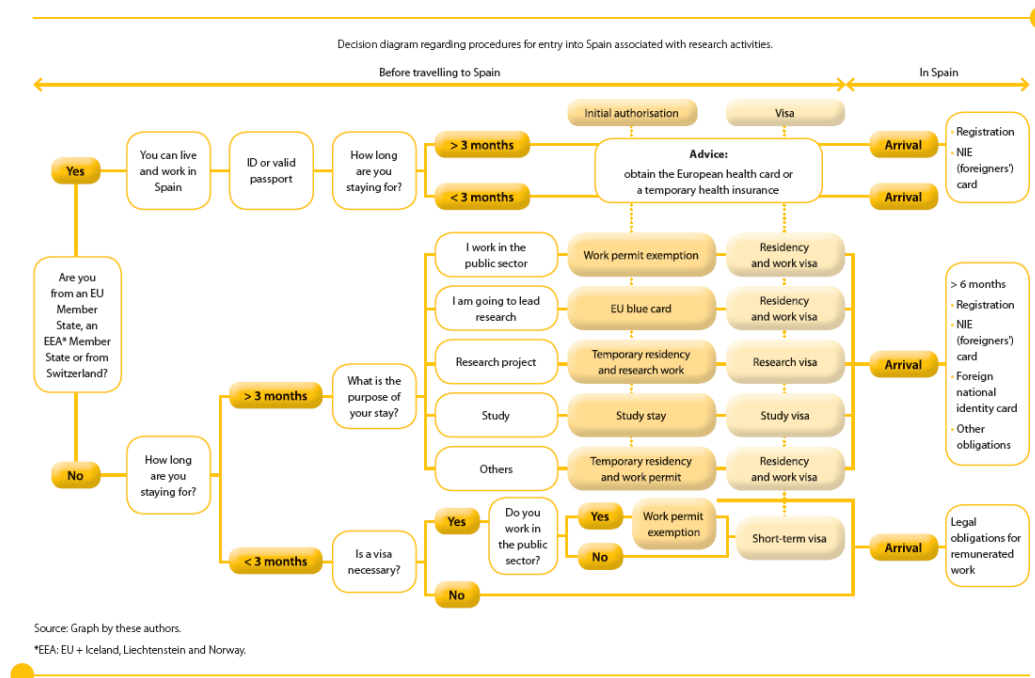 Decision diagram regarding procedures for entry into Spain associated with research activities.
Before travelling to Spain
In Spain
Initial authorisation
Visa
Yes
You can live
and work in
Spain
ID or valid
passport
How long
are you
staying for?
> 3 months
< 3 months
Advice:
obtain the European health card or
a temporary health insurance
Arrival
Arrival
· Registration
· NIE
(foreigners')
card
Are you
from an EU
Member
State, an
EEA* Member
State or from
Switzerland?
No
How long
are you
staying for?
> 3 months
What is the
purpose of
your stay?
I work in the
public sector
Work permit exemption
Residency
and work visa
I am going to lead
research
EU blue card
Residency
and work visa
Research project
Temporary residency
and research work
Research visa
Study
Study stay
Study visa
Others
Temporary residency
and work permit
Residency
and work visa
Arrival
> 6 months
· Registration
· NIE
(foreigners')
card
· Foreign
national
identity card
· Other
obligations
< 3 months
Is a visa
necessary?
Yes
Do you
work in
the public
sector?
Yes
Work permit
exemption
No
Short-term visa
No
Arrival
Legal
obligations for
remunerated
work
Source: Graph by these authors.
*EEA: EU + Iceland, Liechtenstein and Norway.